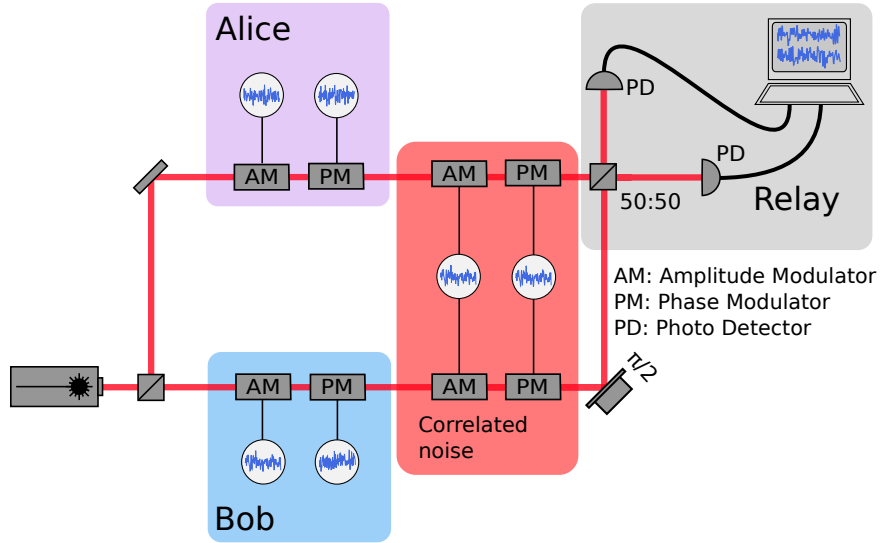 Alice
PD
AM
PM
AM
PM
PD
50:50
Relay
AM: Amplitude Modulator
PM: Phase Modulator
PD: Photo Detector
π/2
AM
PM
AM
PM
Correlated
noise
Bob